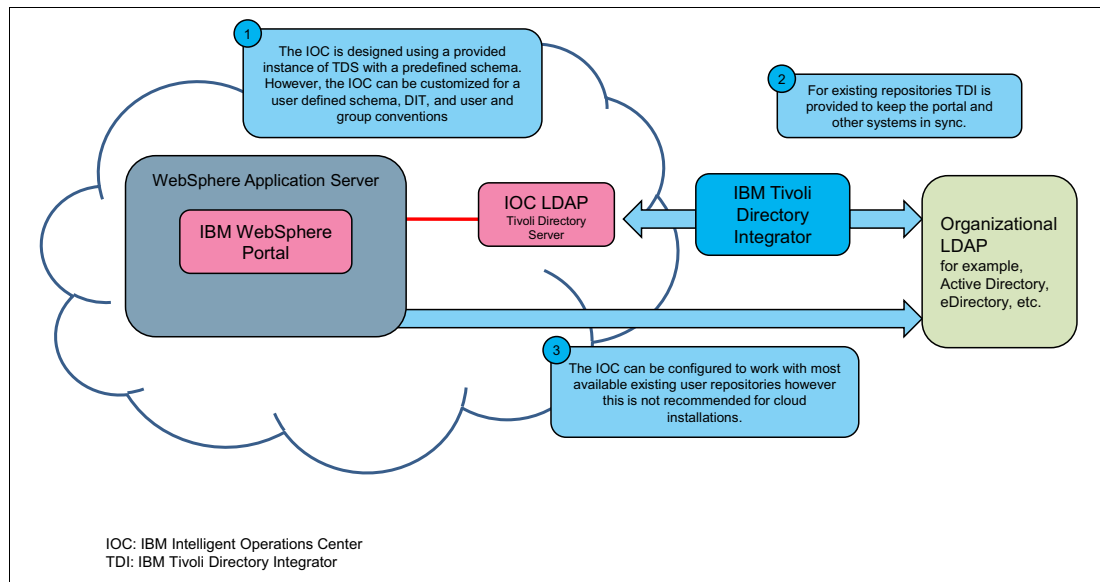 1
The IOC is designed using a provided
instance of TDS with a predefined schema.
However, the IOC can be customized for a
user defined schema, DIT, and user and
group conventions
2
For existing repositories TDI is
provided to keep the portal and
other systems in sync.
WebSphere Application Server
IBM WebSphere
Portal
IOC LDAP
Tivoli Directory
Server
IBM Tivoli
Directory
Integrator
Organizational
LDAP
for example,
Active Directory,
eDirectory, etc.
3
The IOC can be configured to work with most
available existing user repositories however
this is not recommended for cloud
installations.
IOC: IBM Intelligent Operations Center
TDI: IBM Tivoli Directory Integrator